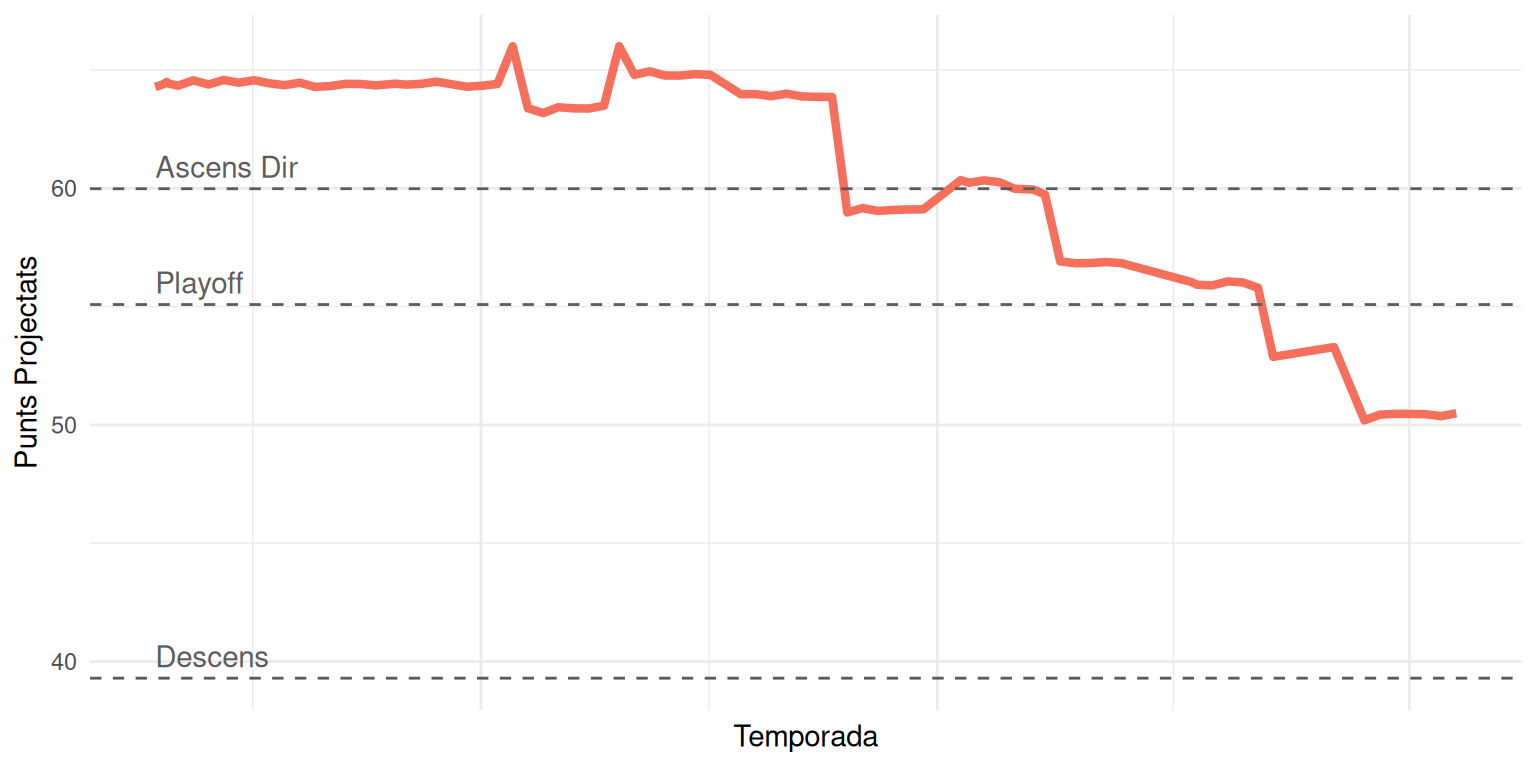 Ascens Dir
60
Playoff
Punts Projectats
50
Descens
40
Temporada